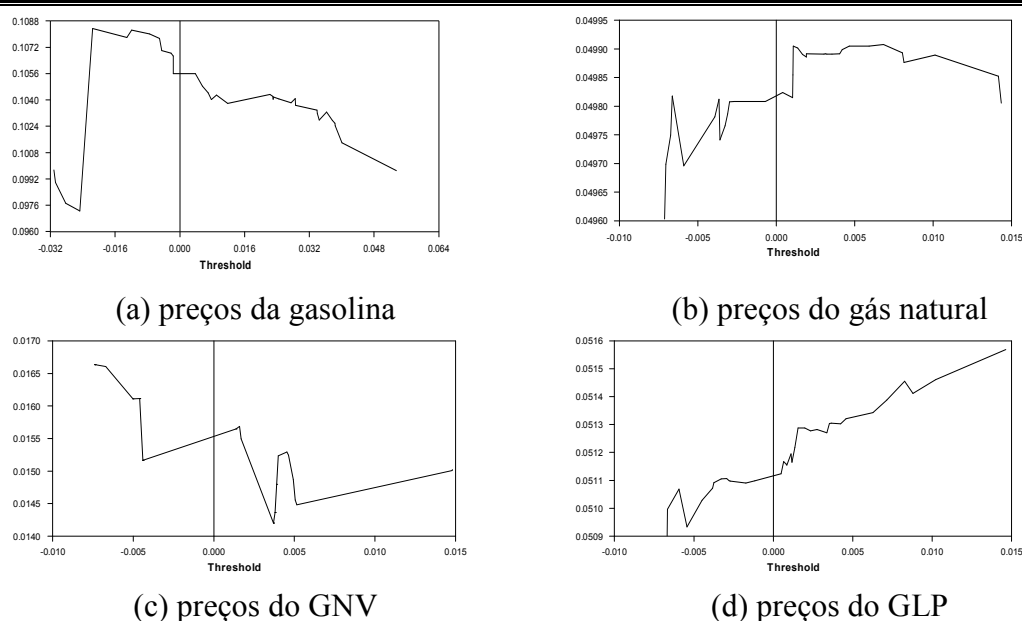 0.1088
0.1072
0.1056
0.1040
0.1024
0.1008
0.0992
0.0976
0.0960
-0.032 -0.016 0.000 0.016 0.032 0.048 0.064
Threshold
(a) preços da gasolina
0.04995
0.04990
0.04985
0.04980
0.04975
0.04970
0.04965
0.04960
-0.010 -0.005 0.000 0.005 0.010 0.015
Threshold
(b) preços do gás natural
0.0170
0.0165
0.0160
0.0155
0.0150
0.0145
0.0140
-0.010 -0.005 0.000 0.005 0.010 0.015
Threshold
(c) preços do GNV
0.0516
0.0515
0.0514
0.0513
0.0512
0.0511
0.0510
0.0509
-0.010 -0.005 0.000 0.005 0.010 0.015
Threshold
(d) preços do GLP